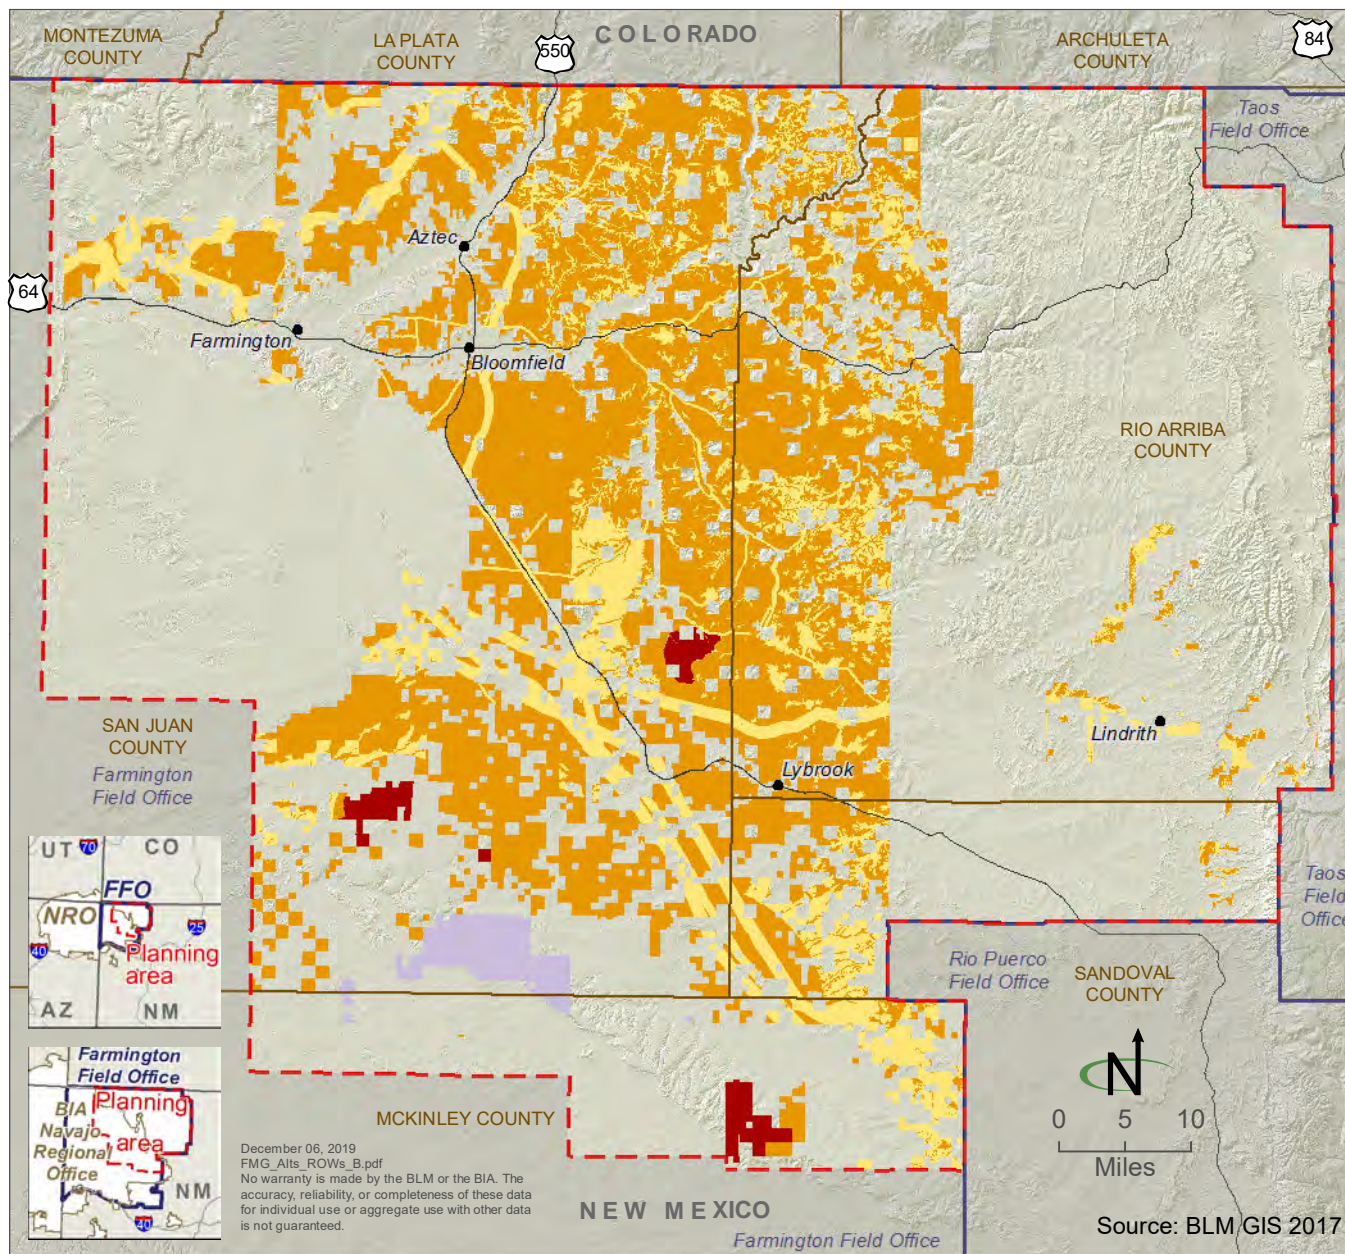 COLORADO
MONTEZUMA
COUNTY
LA PLATA
COUNTY
550
ARCHULETA
COUNTY
84
Taos
Field Office
Aztec
64
Farmington
Bloomfield
RIO ARRIBA
COUNTY
SAN JUAN
COUNTY
Farmington
Field Office
Lindrith
Lybrook
UT
70
CO
FFO
NRO
25
40
Planning
area
AZ
NM
Taos
Field
Office
Rio Puerco
Field Office
SANDOVAL
COUNTY
N
0 5 10
Miles
Farmington
Field Office
BIA
Navajo
Regional
Office
Planning
area
NM
40
MCKINLEY COUNTY
December 06, 2019
FMG_Alts_ROWs_B.pdf
No warranty is made by the BLM or the BIA. The
accuracy, reliability, or completeness of these data
for individual use or aggregate use with other data
is not guaranteed.
NEW MEXICO
Farmington Field Office
Source: BLM GIS 2017